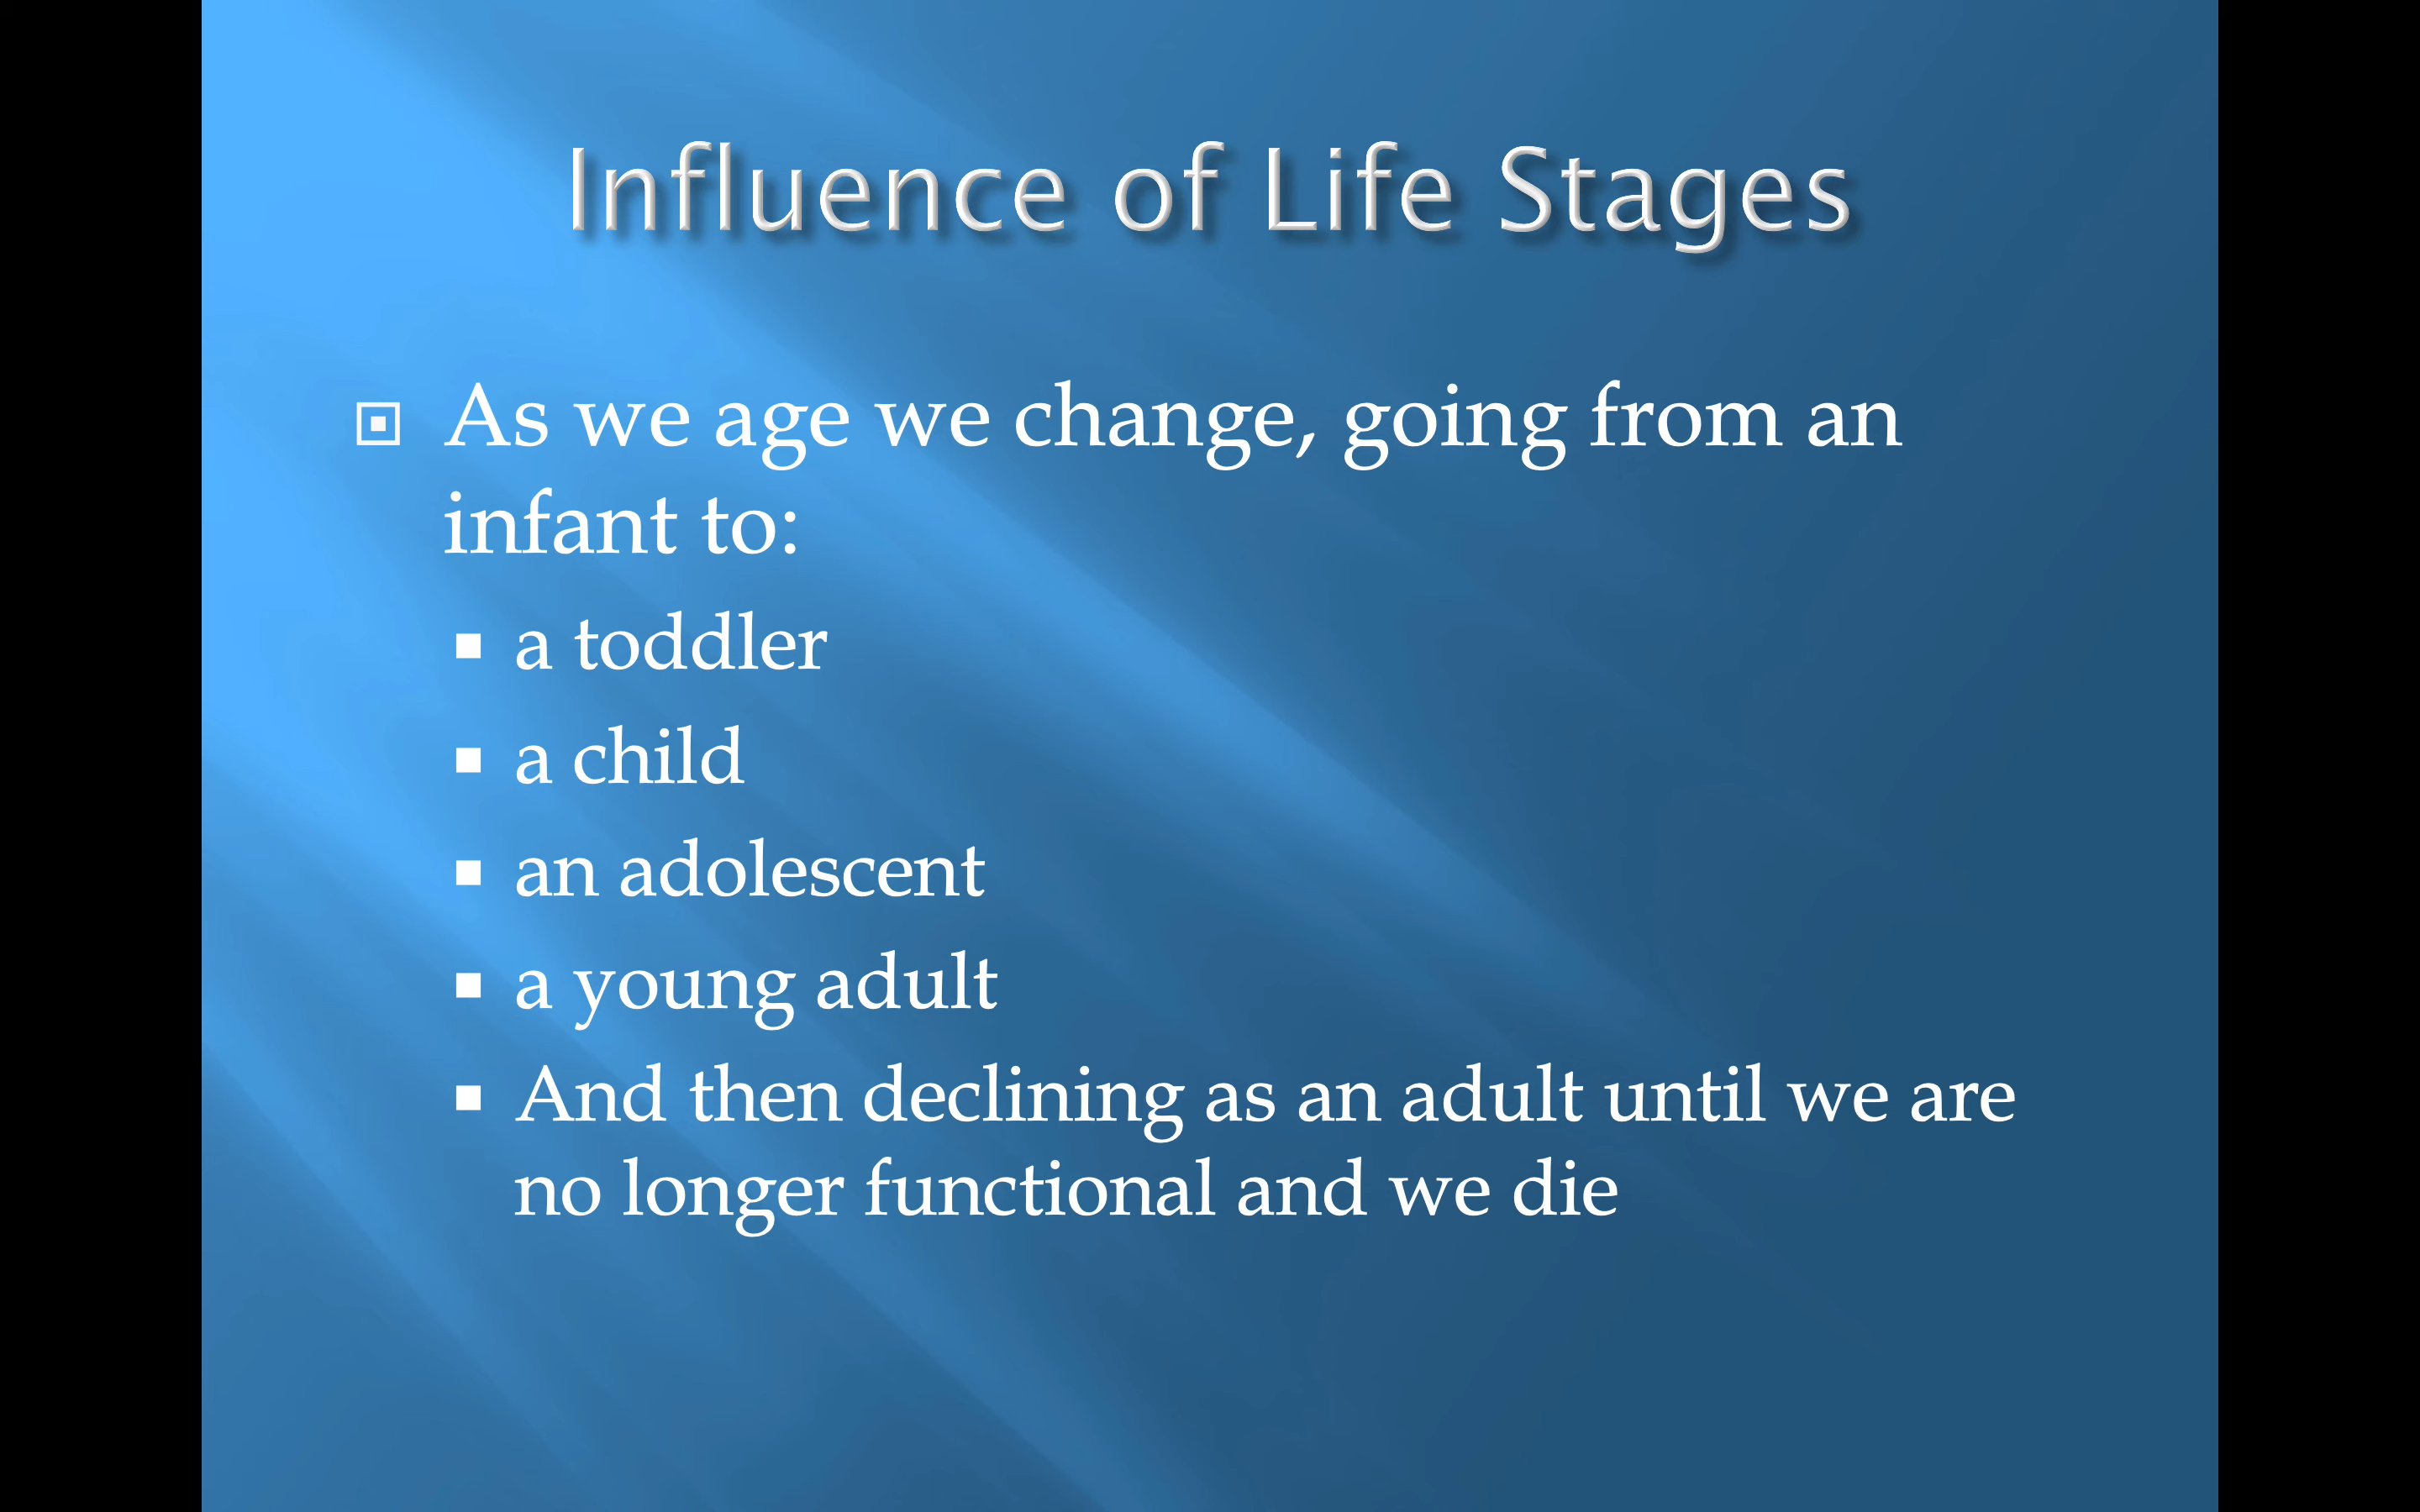 Influence of Life Stages
As we age we change, going from an
infant to:
a toddler
a child
an adolescent
a young adult
And then declining as an adult until we are
no longer functional and we die